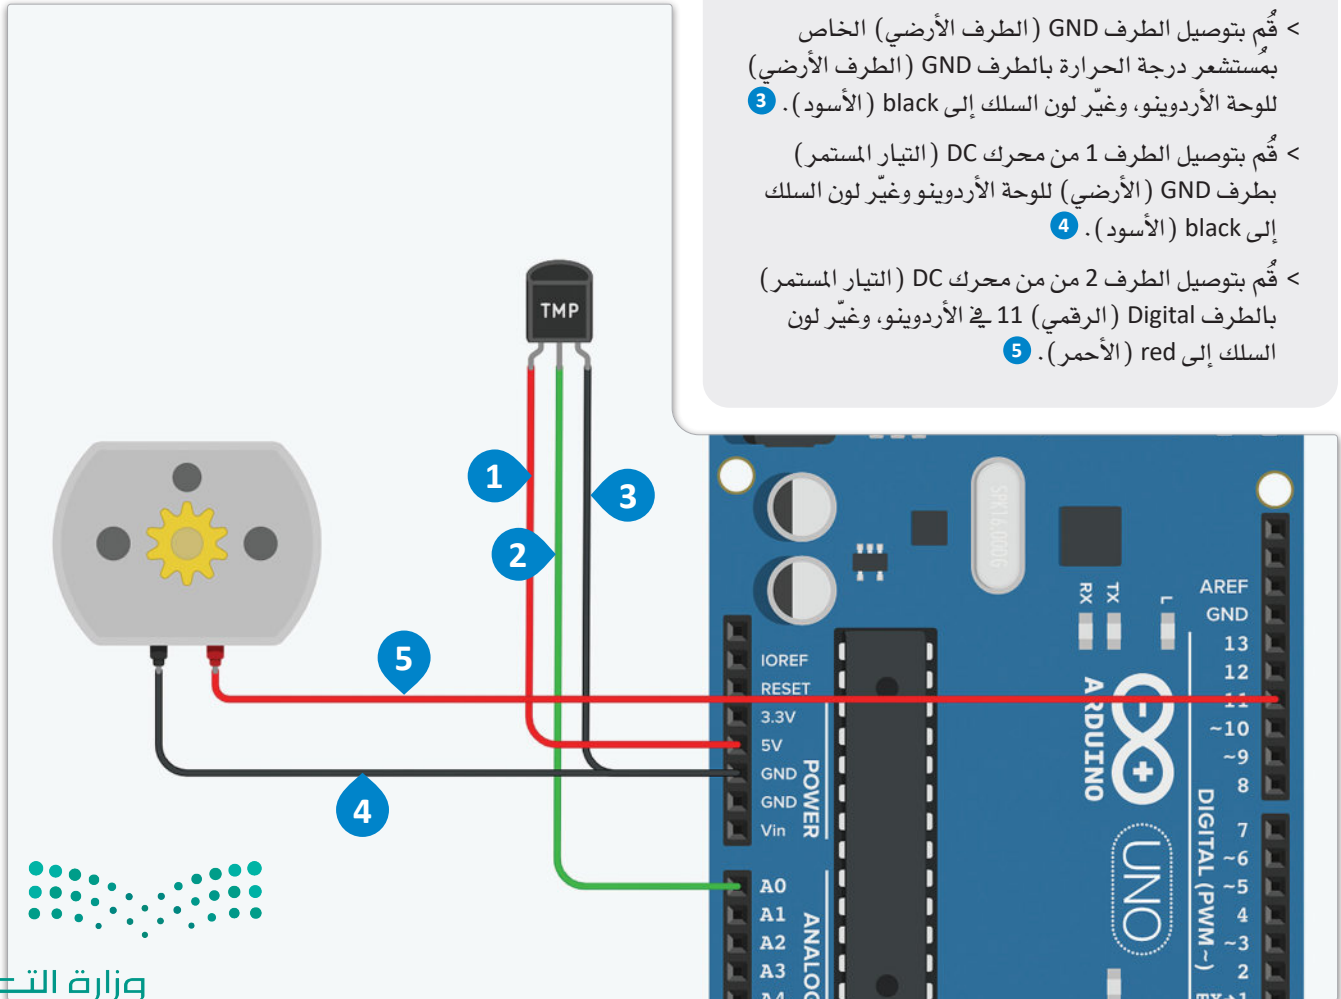 > قُم بتوصيل الطرف GND (الطرف الأرضي) الخاص
بمُستشعر درجة الحرارة بالطرف GND (الطرف الأرضي)
للوحة الأردوينو، وغيّر لون السلك إلى black (الأسود). 3
> قُم بتوصيل الطرف 1 من محرك DC (التيار المستمر)
بطرف GND (الأرضي) للوحة الأردوينو وغيّر لون السلك
إلى black (الأسود). 4
> قُم بتوصيل الطرف 2 من من محرك DC (التيار المستمر)
بالطرف Digital (الرقمي) 11 في الأردوينو، وغيّر لون
السلك إلى red (الأحمر). 5
TMP
1
2
3
4
5
SPK16.000G
IOREF
RESET
3.3V
5V
GND
GND
Vin
POWER
A0
A1
A2
A3
A4
ANALOG
RX
TX
L
ARDUINO
UNO
AREF
GND
13
12
11
~10
~9
8
7
~6
~5
4
~3
2
DIGITAL (PWM ~)
وزارة